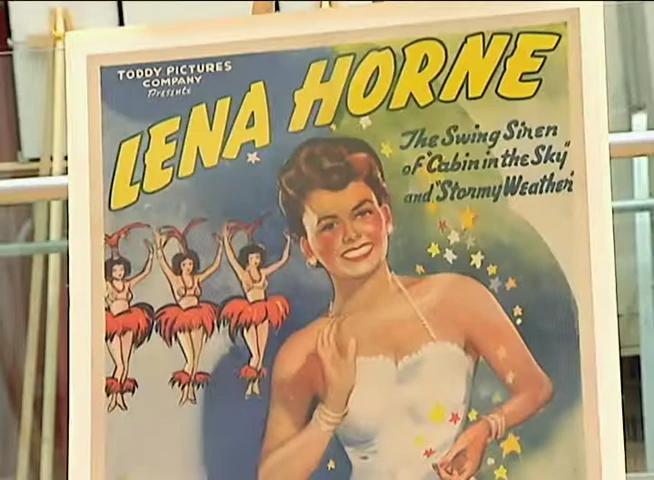 TODDY PICTURES
COMPANY
Presents
LENA HORNE
The Swing Siren
of "Cabin in the Sky"
and "Stormy Weather"